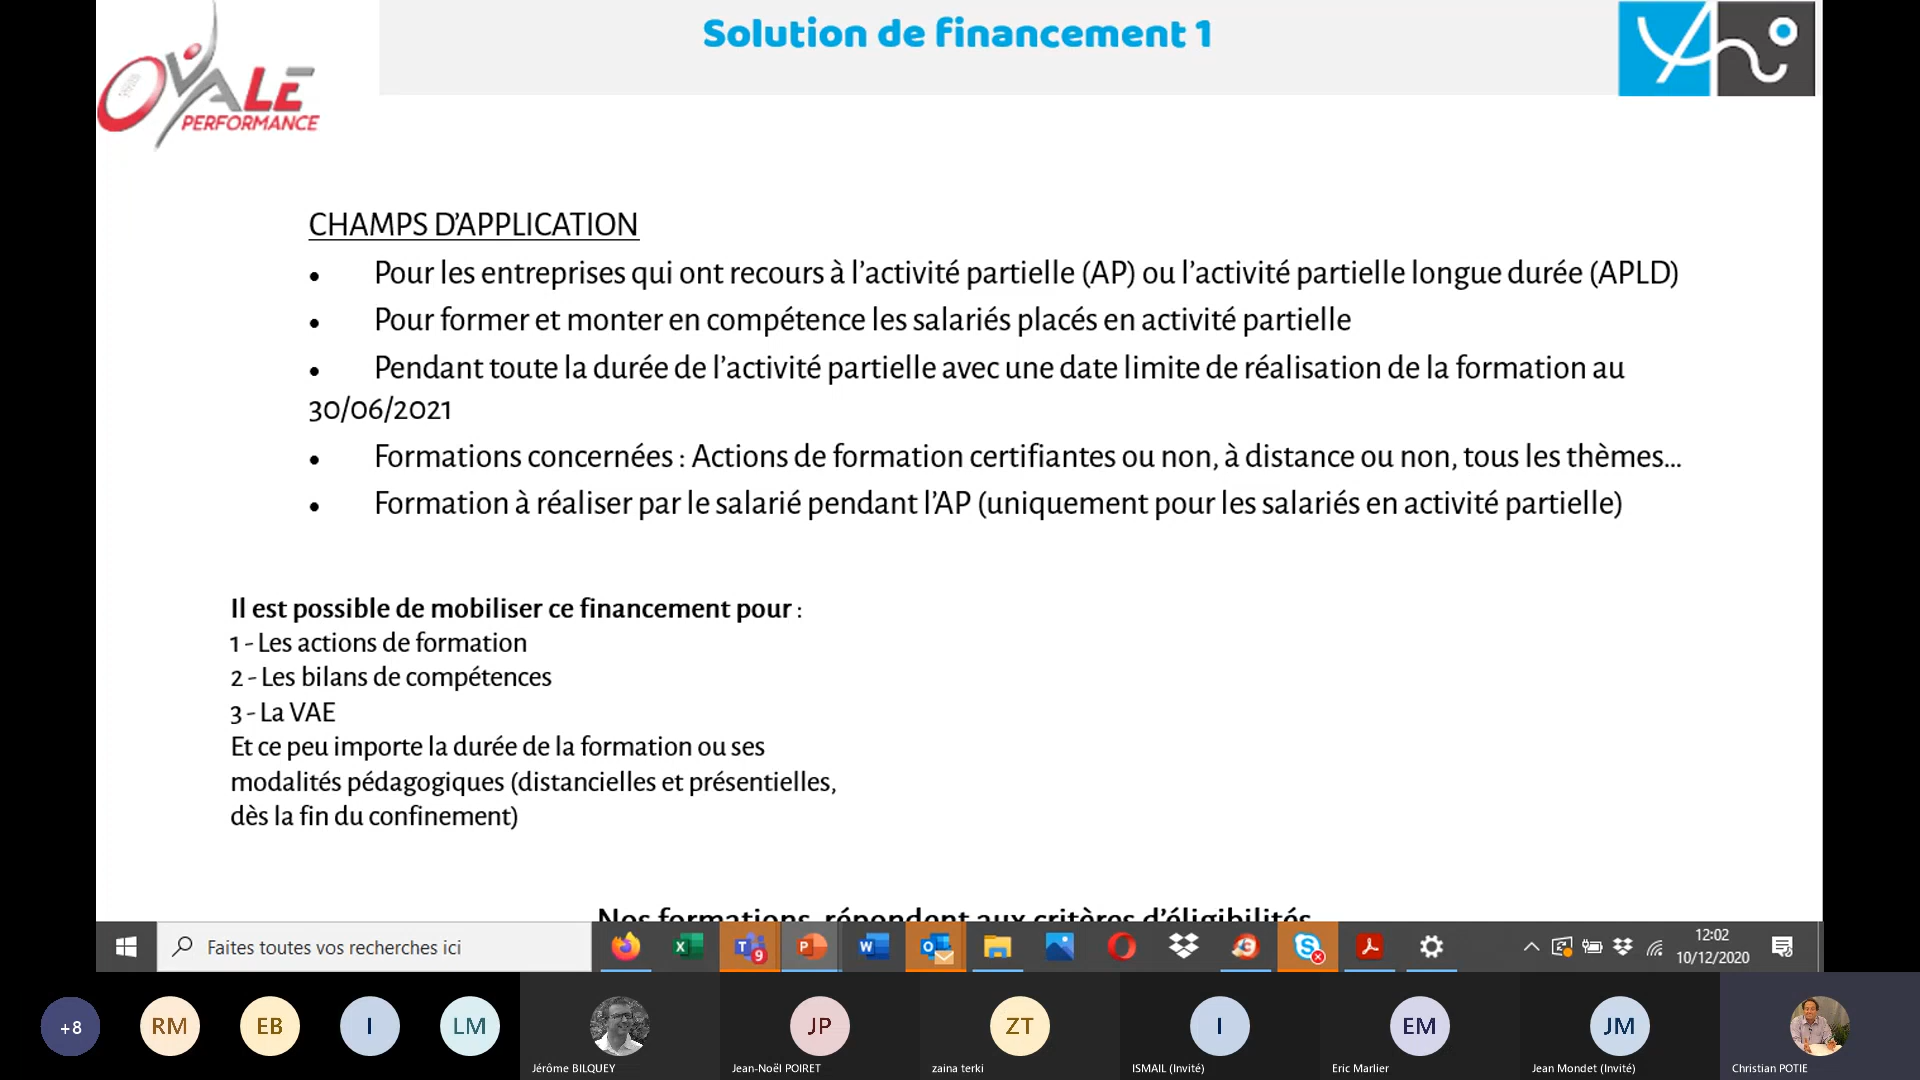 OVALE
PERFORMANCE
Solution de financement 1
CHAMPS D’APPLICATION
• Pour les entreprises qui ont recours à l’activité partielle (AP) ou l’activité partielle longue durée (APLD)
• Pour former et monter en compétence les salariés placés en activité partielle
• Pendant toute la durée de l’activité partielle avec une date limite de réalisation de la formation au
30/06/2021
• Formations concernées : Actions de formation certifiantes ou non, à distance ou non, tous les thèmes...
• Formation à réaliser par le salarié pendant l’AP (uniquement pour les salariés en activité partielle)
Il est possible de mobiliser ce financement pour :
1 - Les actions de formation
2 - Les bilans de compétences
3 - La VAE
Et ce peu importe la durée de la formation ou ses
modalités pédagogiques (distancielles et présentielles,
dès la fin du confinement)
Nos formations, répondent aux critères d’éligibilités
Faites toutes vos recherches ici
9
12:02
10/12/2020
+8
RM
EB
I
LM
JP
ZT
I
EM
JM
Jérôme BILQUEY
Jean-Noël POIRET
zaina terki
ISMAIL (Invité)
Eric Marlier
Jean Mondet (Invité)
Christian POTIE